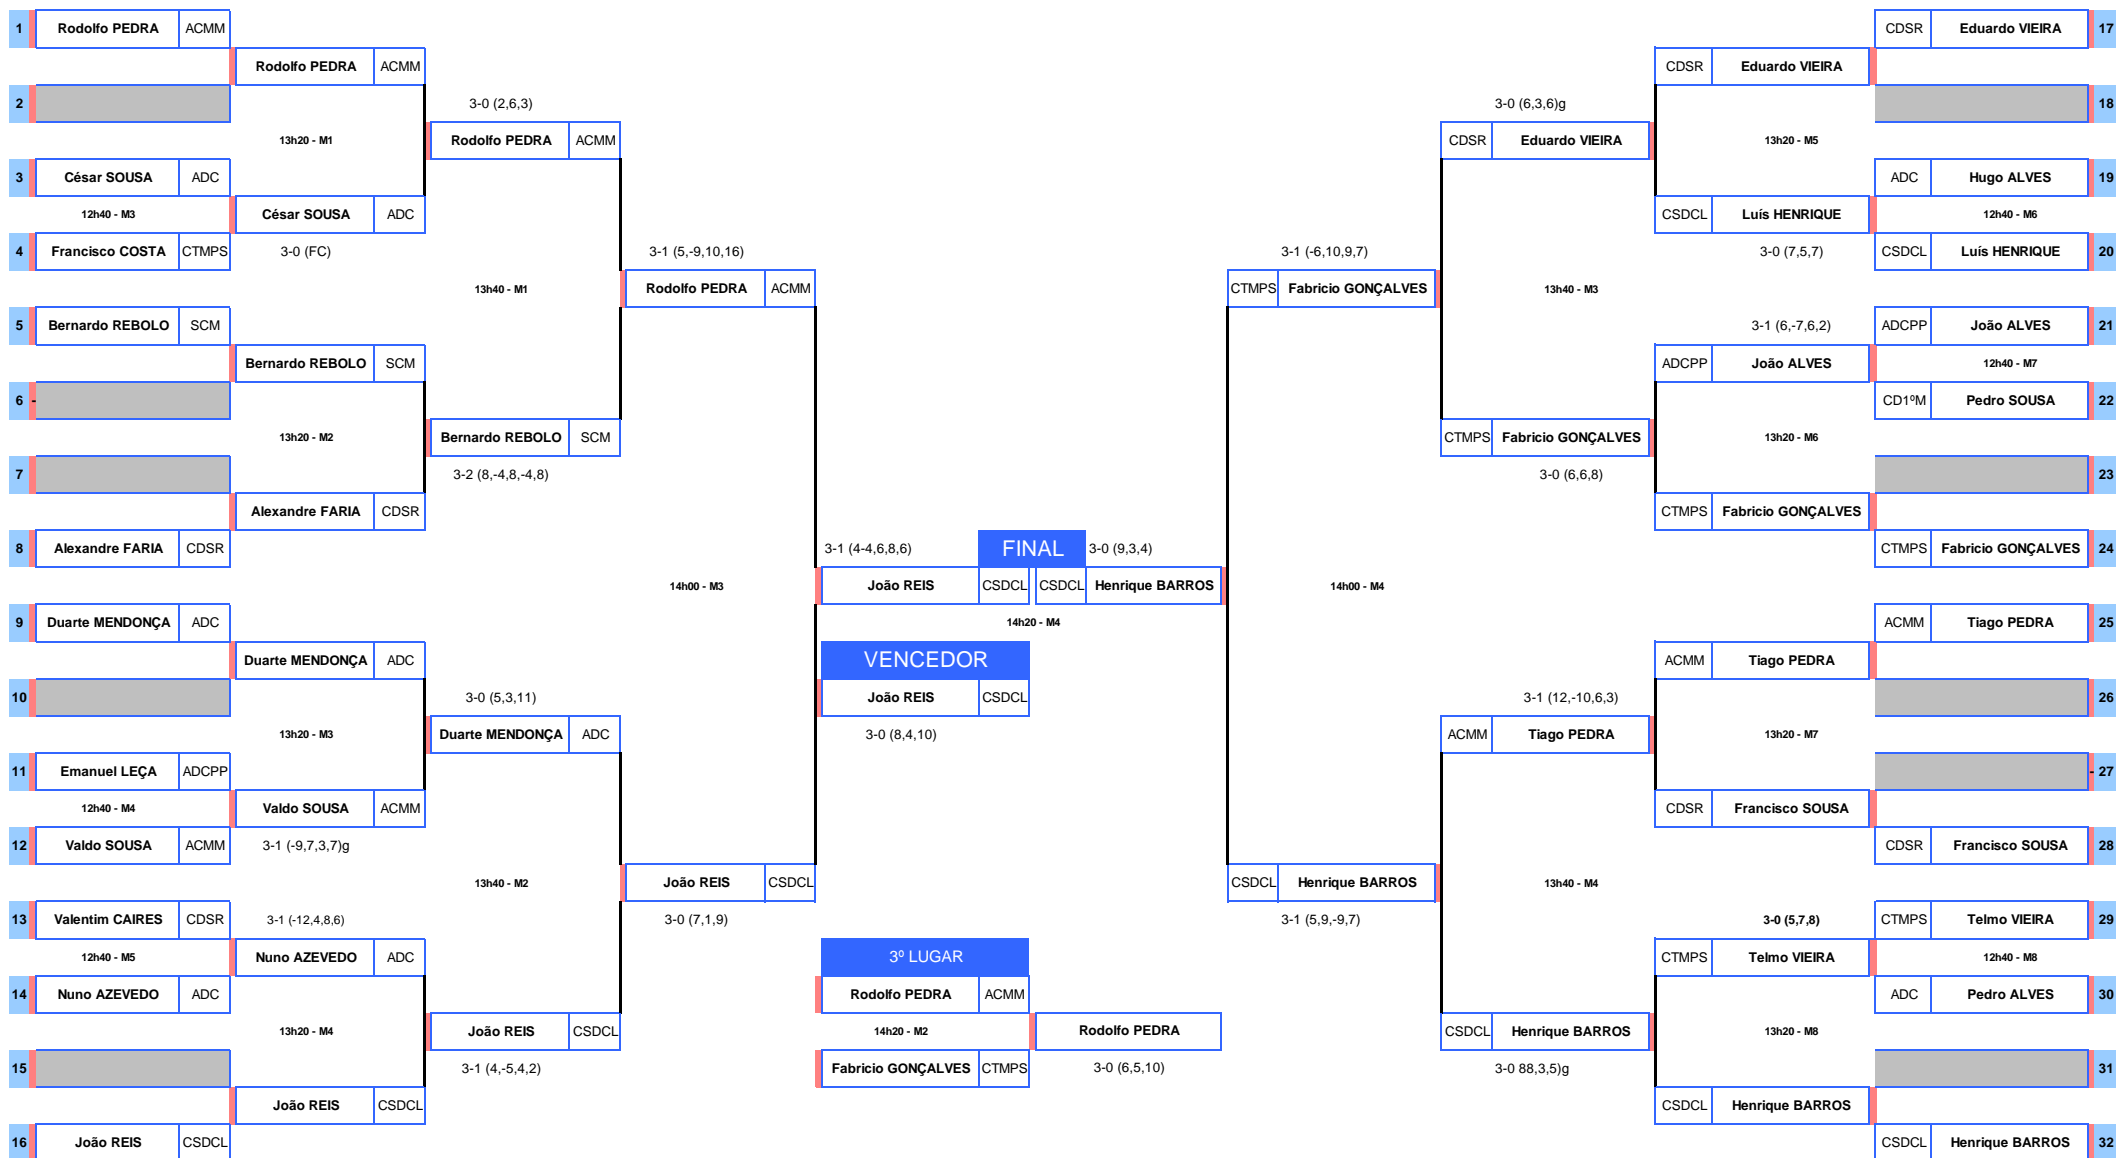 1 Rodolfo PEDRA ACMM CDSR Eduardo VIEIRA 17
Rodolfo PEDRA ACMM CDSR Eduardo VIEIRA
2 3-0 (2,6,3) 3-0 (6,3,6)g 18
13h20 - M1 Rodolfo PEDRA ACMM CDSR Eduardo VIEIRA 13h20 - M5
3 César SOUSA ADC ADC Hugo ALVES 19
12h40 - M3 César SOUSA ADC CSDCL Luís HENRIQUE 12h40 - M6
4 Francisco COSTA CTMPS 3-0 (FC) 3-1 (5,-9,10,16) 3-1 (-6,10,9,7) 3-0 (7,5,7) CSDCL Luís HENRIQUE 20
13h40 - M1 Rodolfo PEDRA ACMM CTMPS Fabricio GONÇALVES 13h40 - M3
5 Bernardo REBOLO SCM 3-1 (6,-7,6,2) ADCPP João ALVES 21
Bernardo REBOLO SCM ADCPP João ALVES 12h40 - M7
6 - CD1ºM Pedro SOUSA 22
13h20 - M2 Bernardo REBOLO SCM CTMPS Fabricio GONÇALVES 13h20 - M6
7 3-2 (8,-4,8,-4,8) 3-0 (6,6,8) 23
Alexandre FARIA CDSR CTMPS Fabricio GONÇALVES
8 Alexandre FARIA CDSR 3-1 (4-4,6,8,6) FINAL 3-0 (9,3,4) CTMPS Fabricio GONÇALVES 24
14h00 - M3 João REIS CSDCL CSDCL Henrique BARROS 14h00 - M4
9 Duarte MENDONÇA ADC 14h20 - M4 ACMM Tiago PEDRA 25
Duarte MENDONÇA ADC VENCEDOR ACMM Tiago PEDRA
10 3-0 (5,3,11) João REIS CSDCL 3-1 (12,-10,6,3) 26
13h20 - M3 Duarte MENDONÇA ADC 3-0 (8,4,10) ACMM Tiago PEDRA 13h20 - M7
11 Emanuel LEÇA ADCPP - 27
12h40 - M4 Valdo SOUSA ACMM CDSR Francisco SOUSA
12 Valdo SOUSA ACMM 3-1 (-9,7,3,7)g CDSR Francisco SOUSA 28
13h40 - M2 João REIS CSDCL CSDCL Henrique BARROS 13h40 - M4
13 Valentim CAIRES CDSR 3-1 (-12,4,8,6) 3-0 (7,1,9) 3-1 (5,9,-9,7) 3-0 (5,7,8) CTMPS Telmo VIEIRA 29
12h40 - M5 Nuno AZEVEDO ADC 3º LUGAR CTMPS Telmo VIEIRA 12h40 - M8
14 Nuno AZEVEDO ADC Rodolfo PEDRA ACMM ADC Pedro ALVES 30
13h20 - M4 João REIS CSDCL 14h20 - M2 Rodolfo PEDRA CSDCL Henrique BARROS 13h20 - M8
15 3-1 (4,-5,4,2) Fabricio GONÇALVES CTMPS 3-0 (6,5,10) 3-0 88,3,5)g 31
João REIS CSDCL CSDCL Henrique BARROS
16 João REIS CSDCL CSDCL Henrique BARROS 32